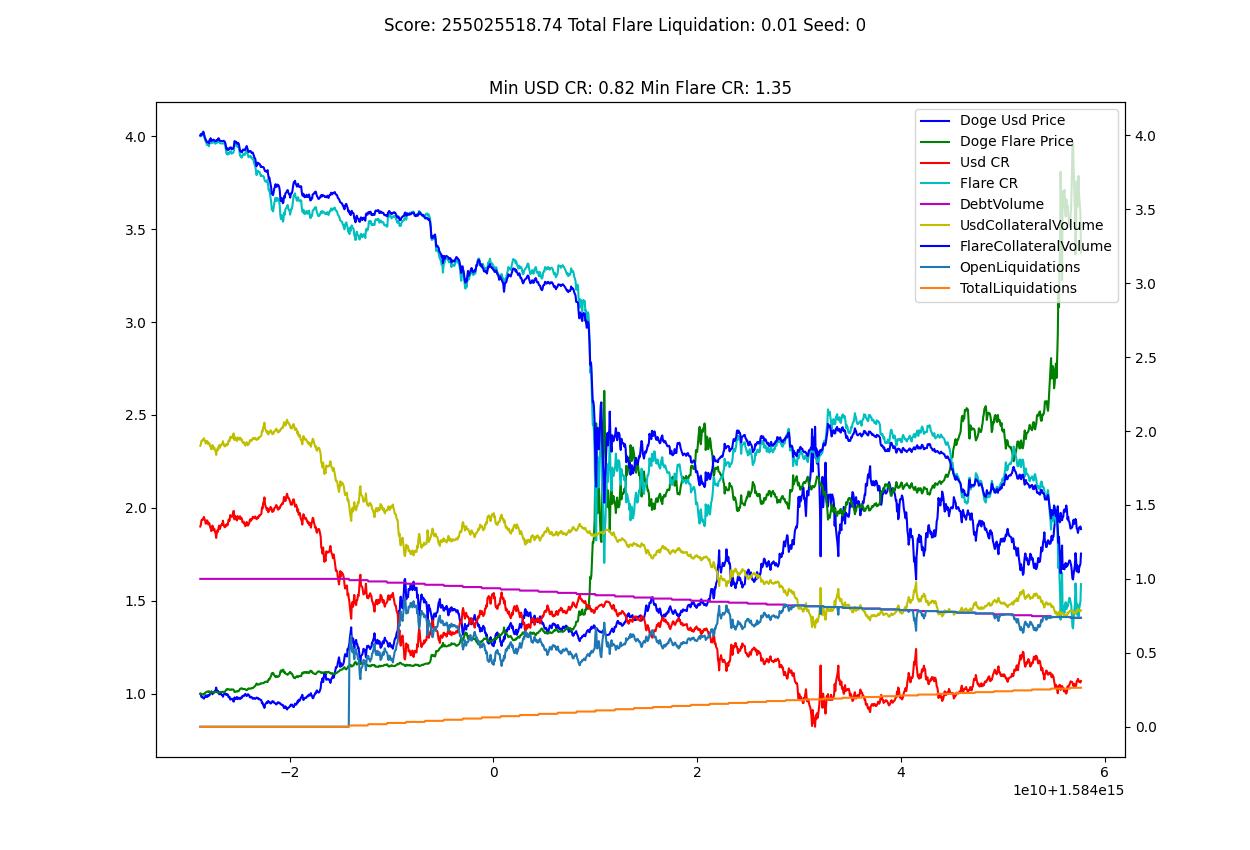 Score: 255025518.74 Total Flare Liquidation: 0.01 Seed: 0
Min USD CR: 0.82 Min Flare CR: 1.35
Doge Usd Price
Doge Flare Price
Usd CR
Flare CR
DebtVolume
UsdCollateralVolume
FlareCollateralVolume
OpenLiquidations
TotalLiquidations
4.0
3.5
3.0
2.5
2.0
1.5
1.0
4.0
3.5
3.0
2.5
2.0
1.5
1.0
0.5
0.0
−2 0 2 4 6
1e10+1.584e15